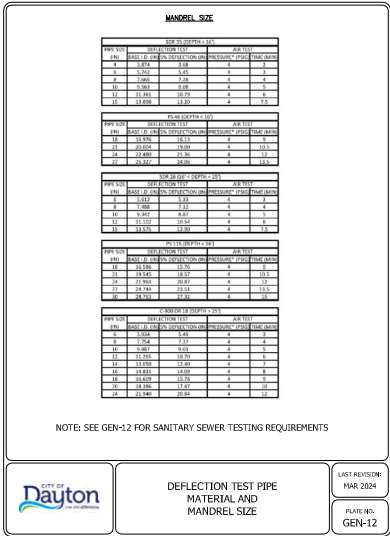 MANDREL SIZE
SDR 35 (DEPTH < 16')
PIPE SIZE DEFLECTION TEST AIR TEST
(IN) BASE I.D. (IN) 5% DEFLECTION (IN) PRESSURE* (PSIG) TIME (MIN)
4 3.874 3.68 4 2
6 5.742 5.45 4 3
8 7.665 7.28 4 4
10 9.563 9.08 4 5
12 11.361 10.79 4 6
15 13.898 13.20 4 7.5
PS 46 (DEPTH < 16')
PIPE SIZE DEFLECTION TEST AIR TEST
(IN) BASE I.D. (IN) 5% DEFLECTION (IN) PRESSURE* (PSIG) TIME (MIN)
18 16.976 16.13 4 9
21 20.004 19.00 4 10.5
24 22.480 21.36 4 12
27 25.327 24.06 4 13.5
SDR 26 (16' < DEPTH < 25')
PIPE SIZE DEFLECTION TEST AIR TEST
(IN) BASE I.D. (IN) 5% DEFLECTION (IN) PRESSURE* (PSIG) TIME (MIN)
6 5.612 5.33 4 3
8 7.488 7.12 4 4
10 9.342 8.87 4 5
12 11.102 10.54 4 6
15 13.575 12.90 4 7.5
PIPE SIZE DEFLECTION TEST AIR TEST
(IN) BASE I.D. (IN) 5% DEFLECTION (IN) PRESSURE* (PSIG) TIME (MIN)
18 16.586 15.76 4 9
21 19.545 18.57 4 10.5
24 21.964 20.87 4 12
27 24.744 23.51 4 13.5
30 28.763 27.32 4 15
C-900 DR 18 (DEPTH > 25')
PIPE SIZE DEFLECTION TEST AIR TEST
(IN) BASE I.D. (IN) 5% DEFLECTION (IN) PRESSURE* (PSIG) TIME (MIN)
6 4 3
8 7.754 7.37 4 4
10 9.487 9.01 4 5
12 11.265 10.70 4 6
14 13.050 12.40 4 7
16 14.831 14.09 4 8
18 16.609 15.78 4 9
20 18.386 17.47 4 10
24 21.940 20.84 4 12
NOTE: SEE GEN-12 FOR SANITARY SEWER TESTING REQUIREMENTS
CITY OF
Dayton
DEFLECTION TEST PIPE
MATERIAL AND
MANDREL SIZE
LAST REVISION:
MAR 2024
PLATE NO.
GEN-12